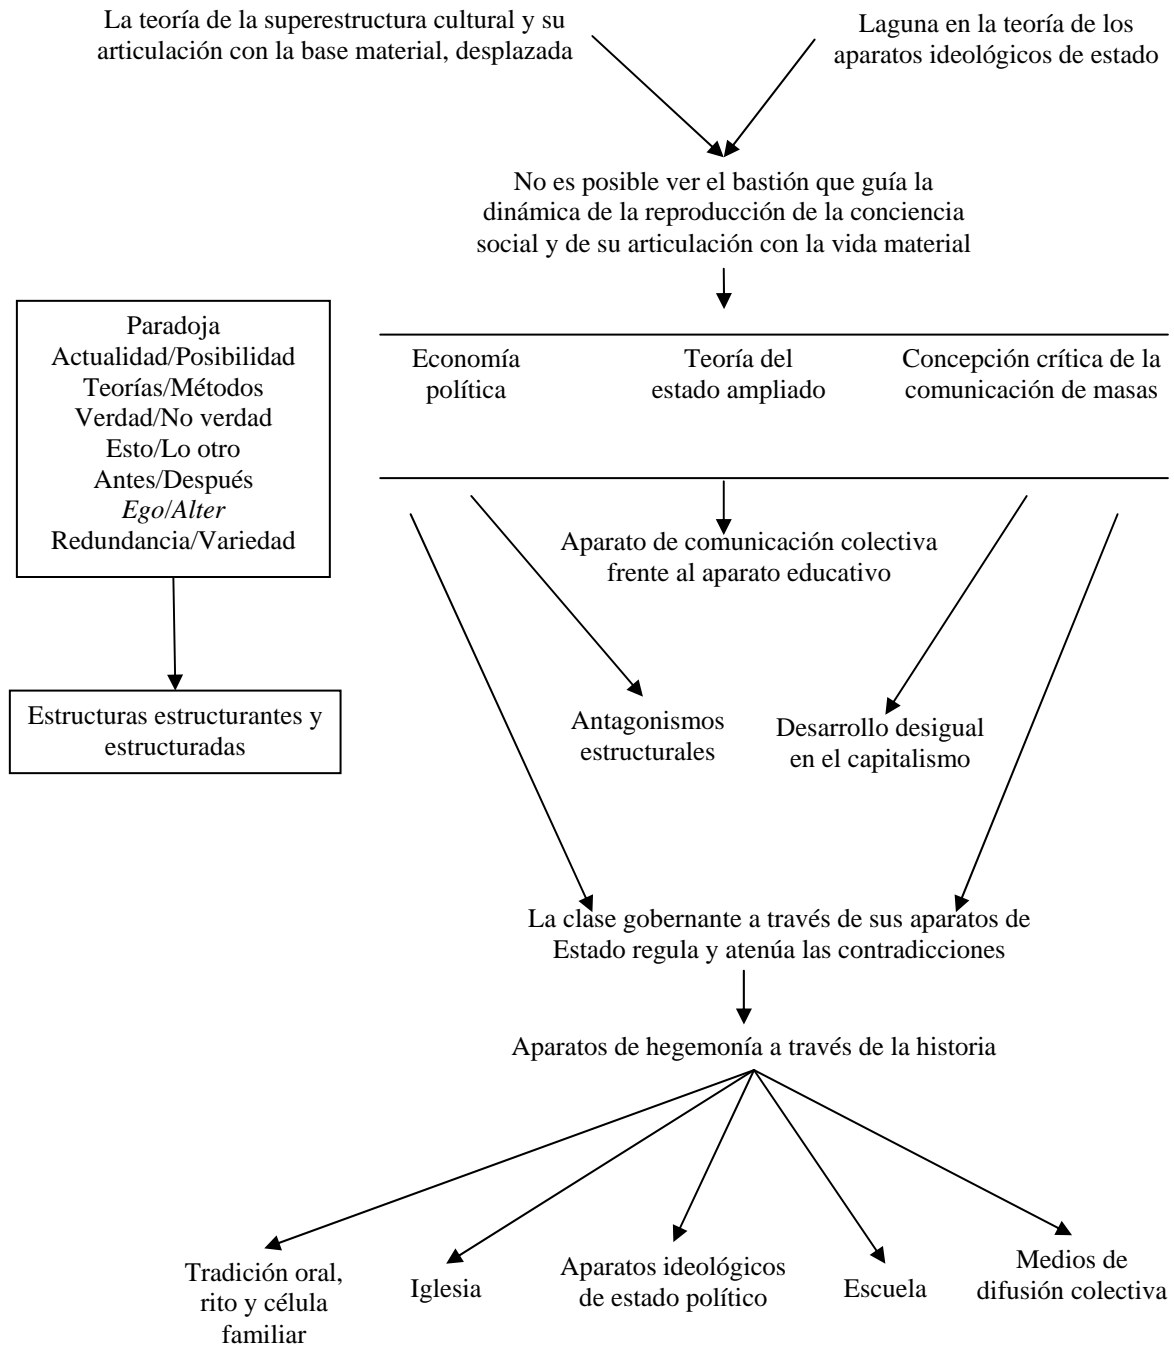 La teoría de la superestructura cultural y su
articulación con la base material, desplazada
Laguna en la teoría de los
aparatos ideológicos de estado
No es posible ver el bastión que guía la
dinámica de la reproducción de la conciencia
social y de su articulación con la vida material
Paradoja
Actualidad/Posibilidad
Teorías/Métodos
Verdad/No verdad
Esto/Lo otro
Antes/Después
Ego/Alter
Redundancia/Variedad
Economía
política
Teoría del
estado ampliado
Concepción crítica de la
comunicación de masas
Aparato de comunicación colectiva
frente al aparato educativo
Estructuras estructurantes y
estructuradas
Antagonismos
estructurales
Desarrollo desigual
en el capitalismo
La clase gobernante a través de sus aparatos de
Estado regula y atenúa las contradicciones
Aparatos de hegemonía a través de la historia
Tradición oral,
rito y célula
familiar
Iglesia
Aparatos ideológicos
de estado político
Escuela
Medios de
difusión colectiva